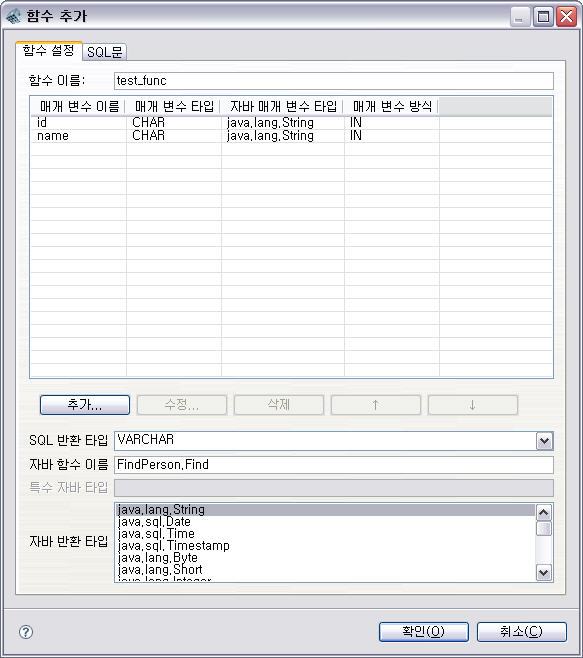 함수 추가
함수 설정 SQL문
함수 이름: test_func
매개 변수 이름 매개 변수 타입 자바 매개 변수 타입 매개 변수 방식
id CHAR java.lang.String IN
name CHAR java.lang.String IN
추가... 수정... 삭제 ↑ ↓
SQL 반환 타입 VARCHAR
자바 함수 이름 FindPerson.Find
특수 자바 타입
자바 반환 타입
java.lang.String
java.sql.Date
java.sql.Time
java.sql.Timestamp
java.lang.Byte
java.lang.Short
java.lang.Integer
확인(O) 취소(C)